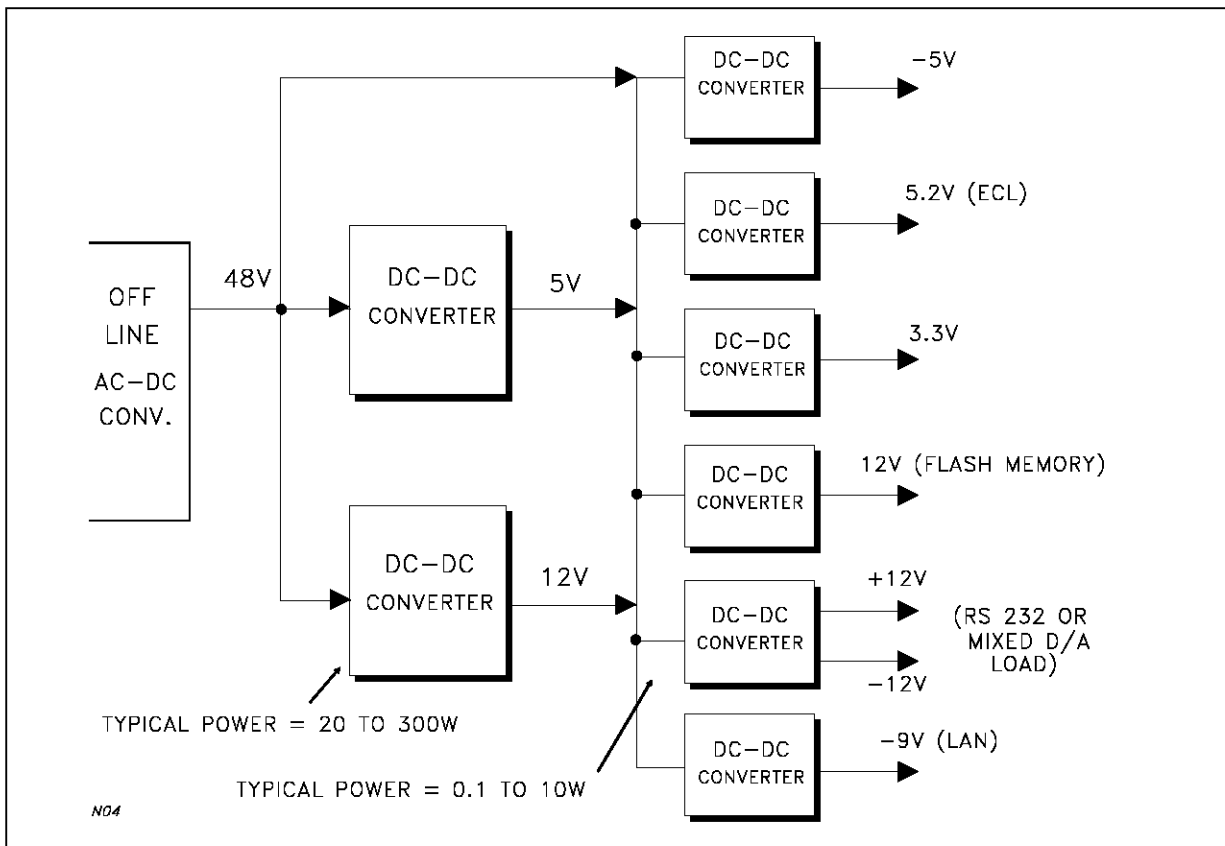 OFF
LINE
AC-DC
CONV.
48V
DC-DC
CONVERTER
5V
DC-DC
CONVERTER
12V
TYPICAL POWER = 20 TO 300W
TYPICAL POWER = 0.1 TO 10W
DC-DC
CONVERTER
-5V
DC-DC
CONVERTER
5.2V (ECL)
DC-DC
CONVERTER
3.3V
DC-DC
CONVERTER
12V (FLASH MEMORY)
DC-DC
CONVERTER
+12V
-12V
(RS 232 OR
MIXED D/A
LOAD)
DC-DC
CONVERTER
-9V (LAN)
N04